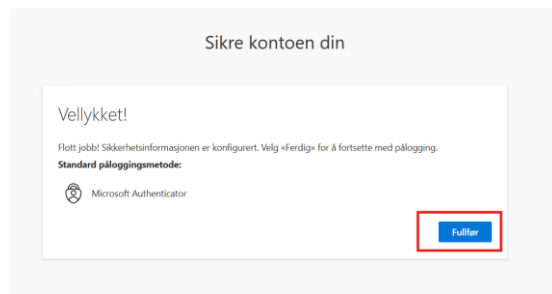 Sikre kontoen din
Vellykket!
Flott jobb! Sikkerhetsinformasjonen er konfigurert. Velg «Ferdig» for å fortsette med pålogging.
Standard påloggingsmetode:
Microsoft Authenticator
Fullfør